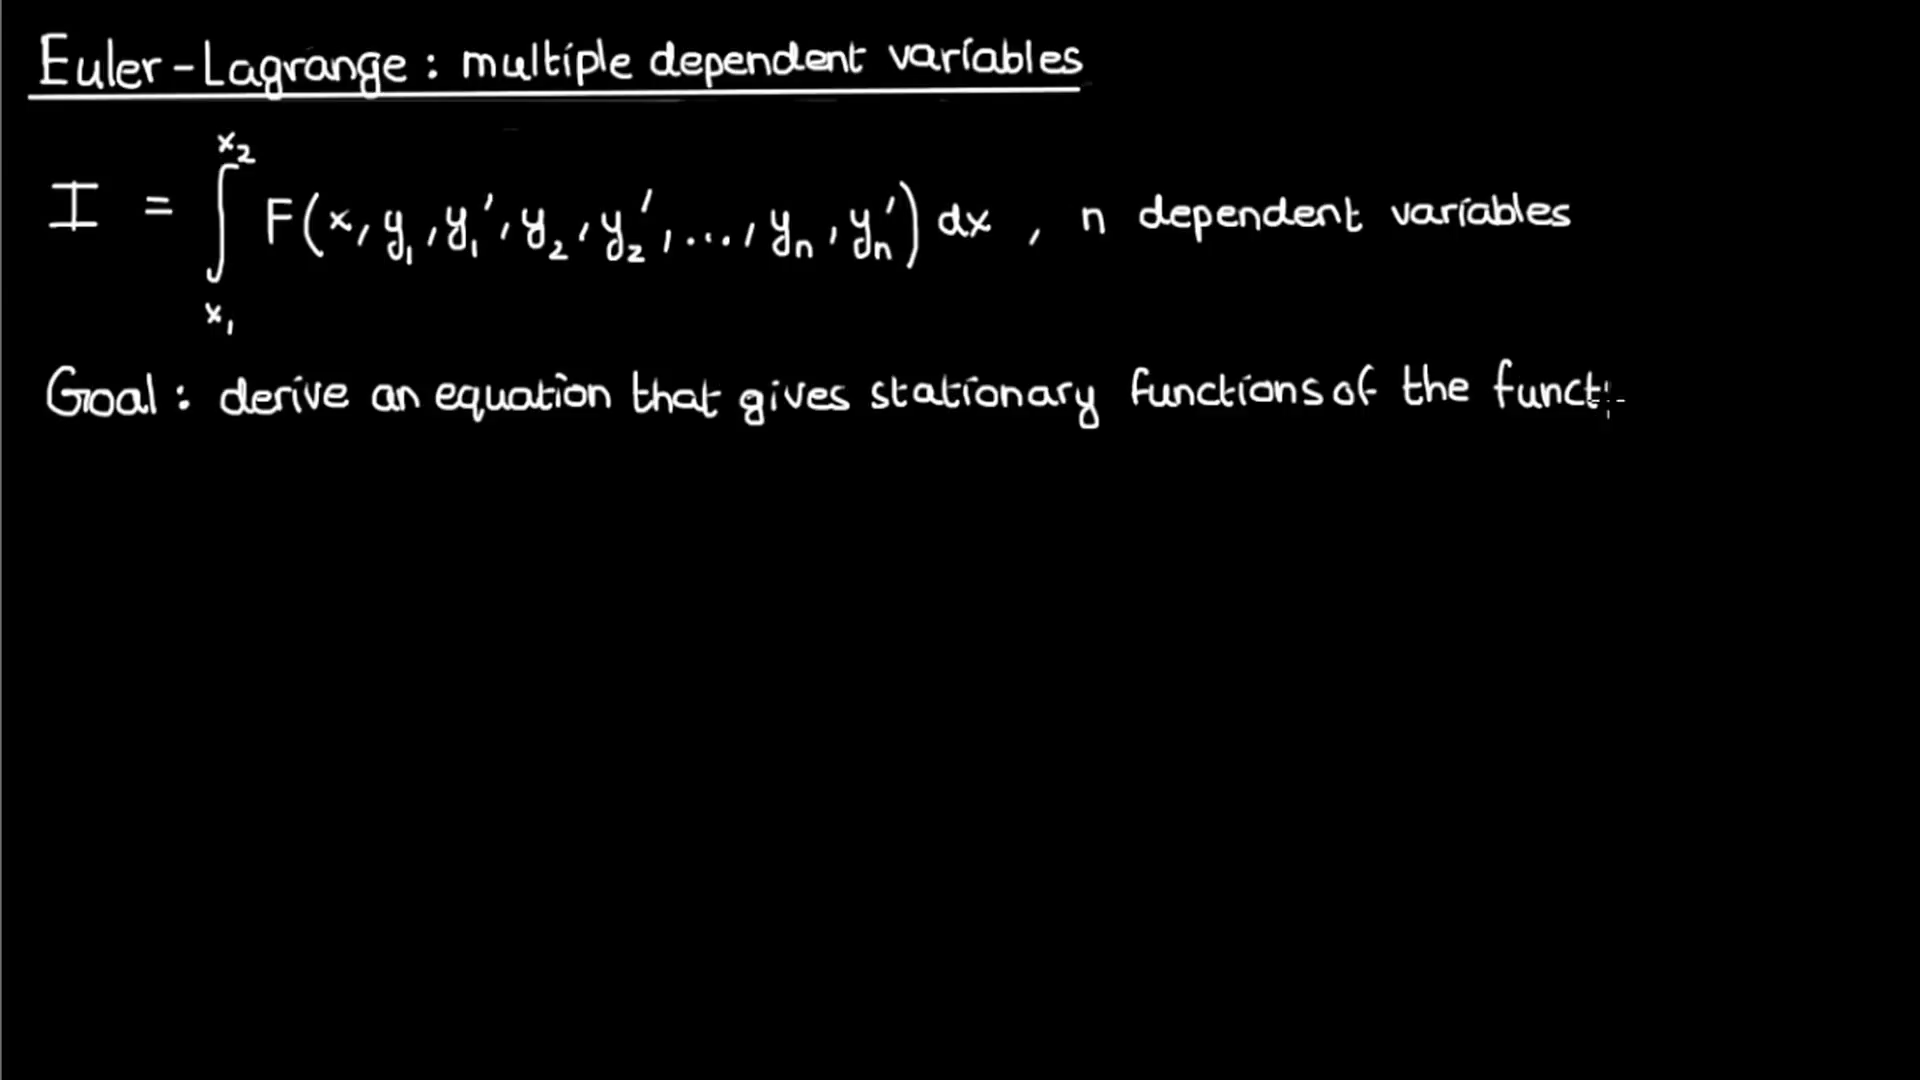 Euler-Lagrange: multiple dependent variables
x₂
I = ∫ F(x, y₁, y₁', y₂, y₂', ..., yₙ, yₙ') dx , n dependent variables
x₁
Goal: derive an equation that gives stationary functions of the funct